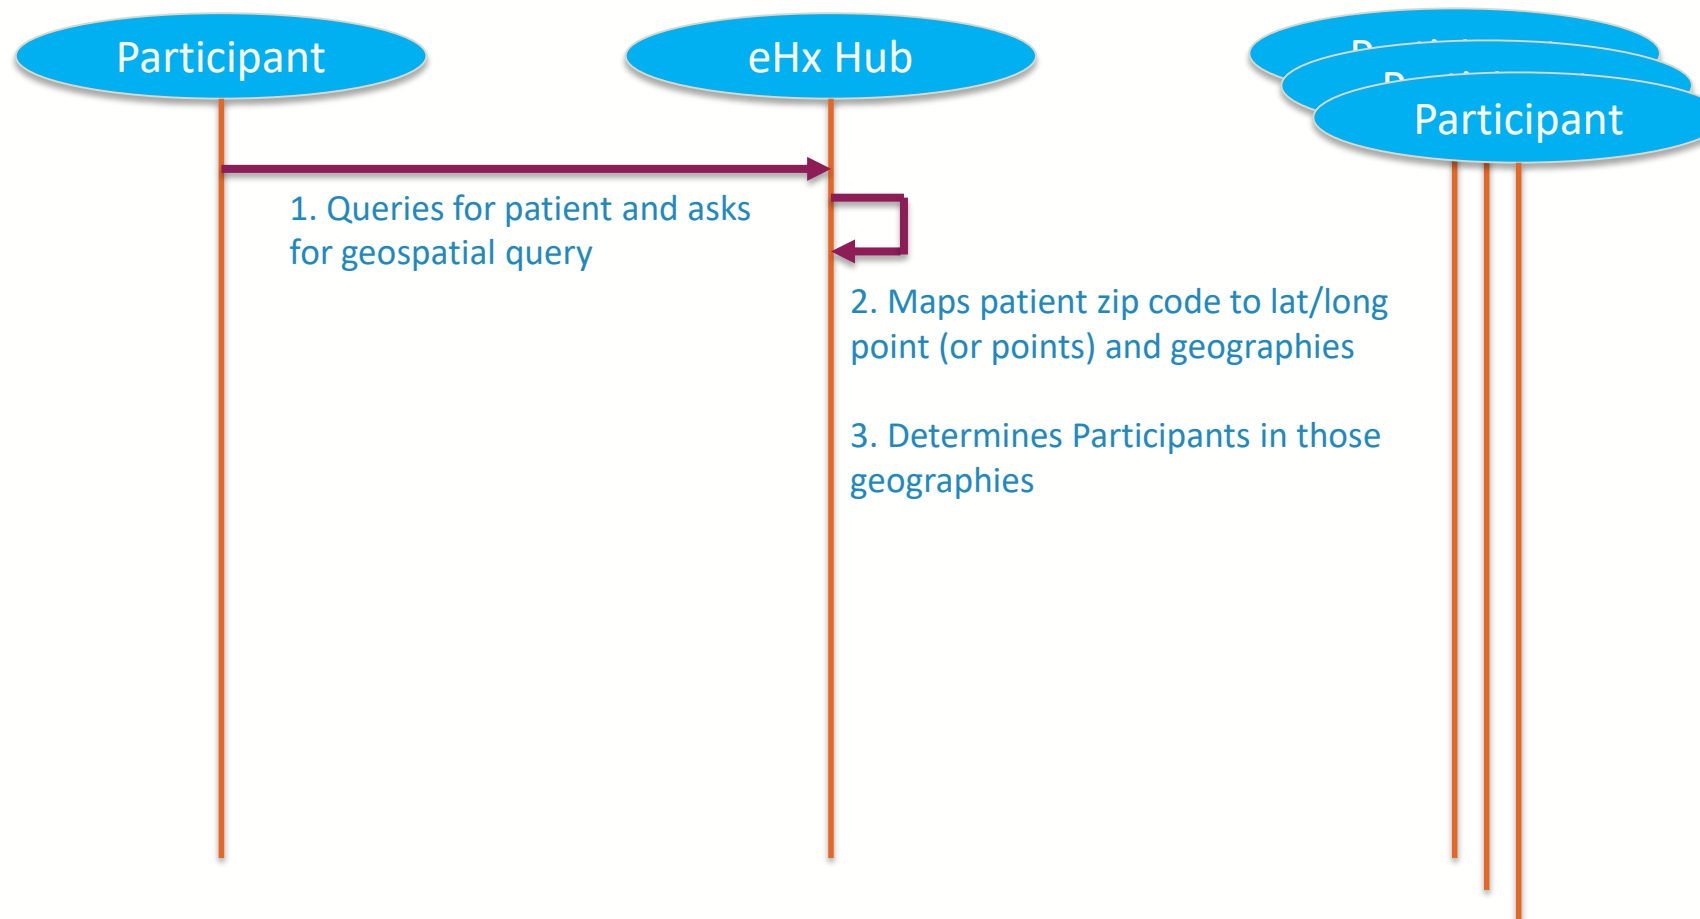 Participant
eHx Hub
Participant
1. Queries for patient and asks
for geospatial query
2. Maps patient zip code to lat/long
point (or points) and geographies
3. Determines Participants in those
geographies